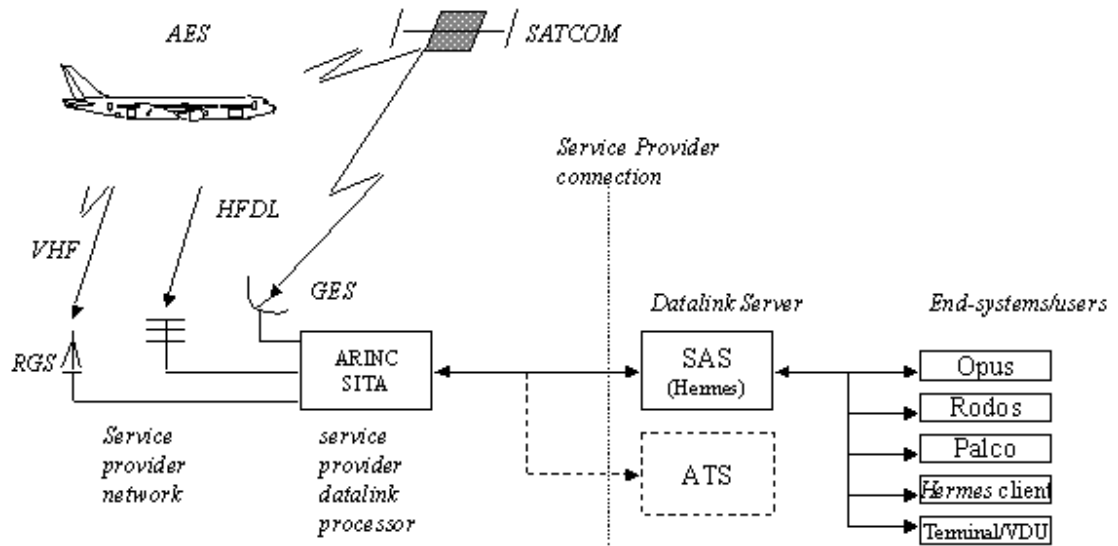 AES
SATCOM
Service Provider
connection
HFDL
VHF
GES
Datalink Server
End-systems/users
RGS
ARINC
SITA
SAS
(Hermes)
Opus
Rodos
Palco
Hermes client
Terminal/VDU
ATS
Service
provider
network
service
provider
datalink
processor